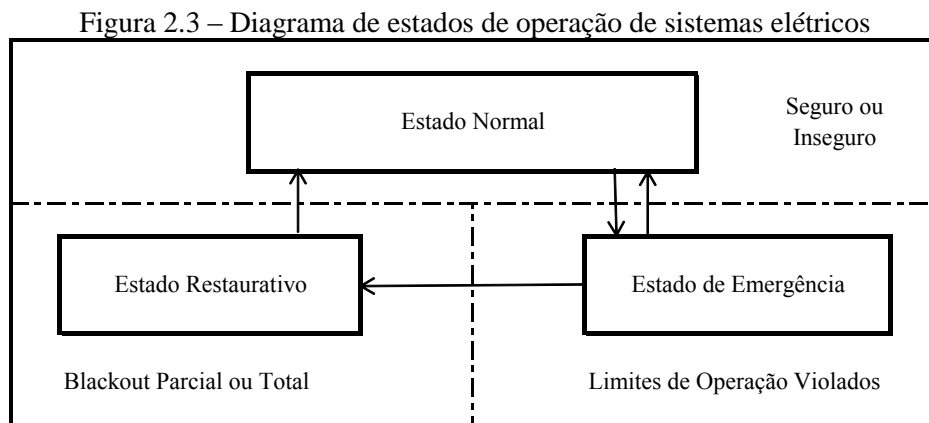 Figura 2.3 – Diagrama de estados de operação de sistemas elétricos
Estado Normal
Seguro ou
Inseguro
Estado Restaurativo
Estado de Emergência
Blackout Parcial ou Total
Limites de Operação Violados